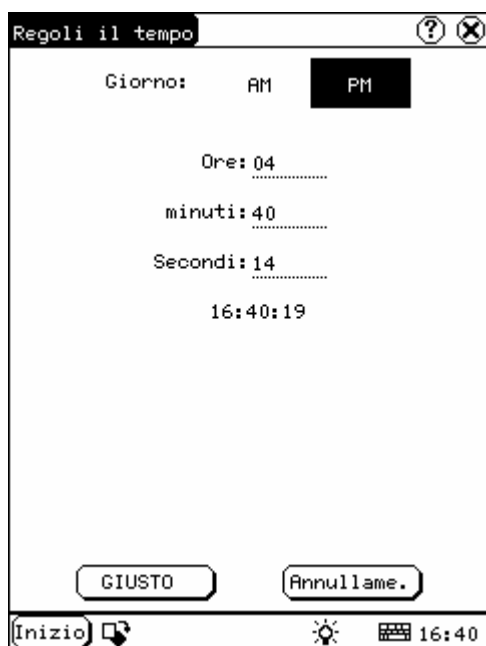 Regoli il tempo ?
Giorno: AM PM
Ore: 04
minuti: 40
Secondi: 14
16:40:19
GIUSTO Annullame.
Inizio 16:40